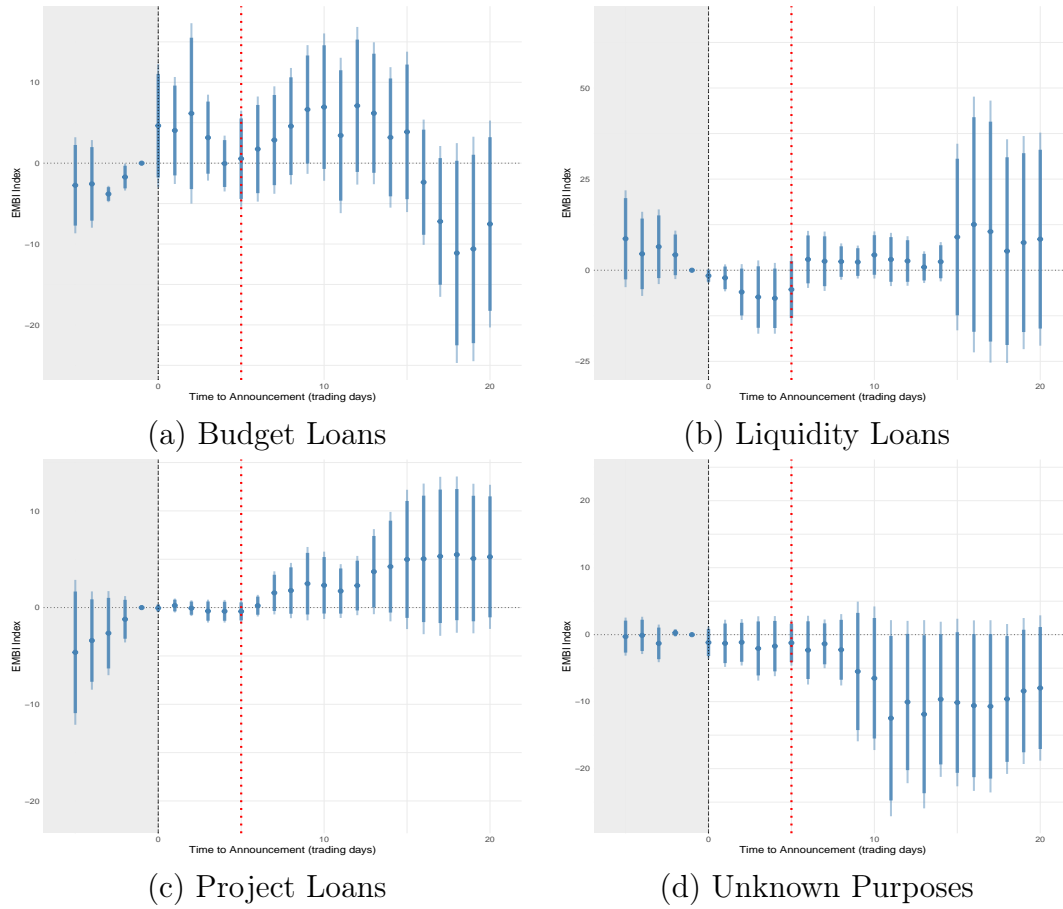 10
0
−10
−20
EMBI Index
0
10
20
Time to Announcement (trading days)
(a) Budget Loans
50
25
0
−25
EMBI Index
0
10
20
Time to Announcement (trading days)
(b) Liquidity Loans
10
0
−10
−20
EMBI Index
0
10
20
Time to Announcement (trading days)
(c) Project Loans
20
10
0
−10
−20
EMBI Index
0
10
20
Time to Announcement (trading days)
(d) Unknown Purposes